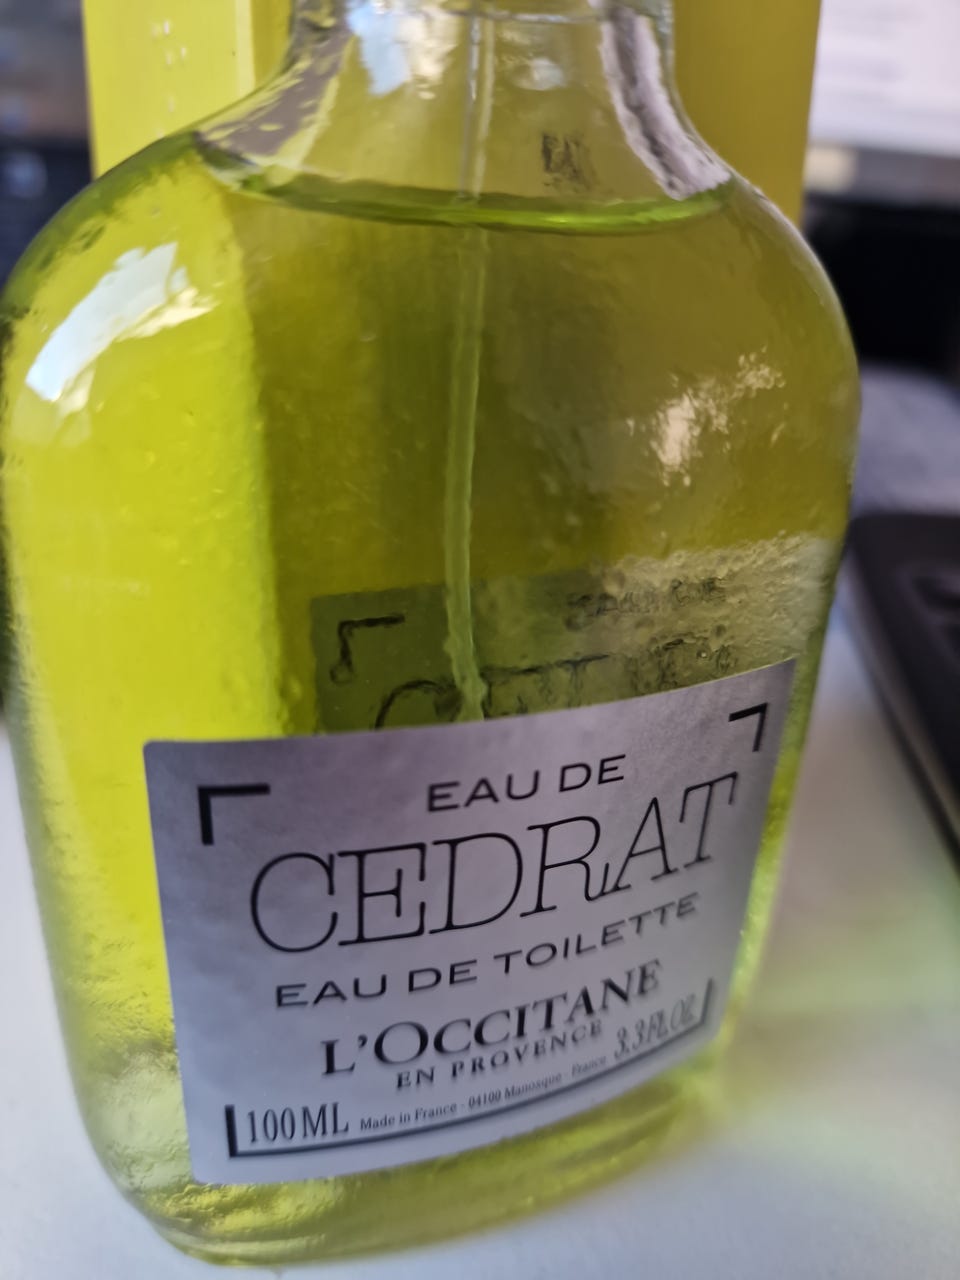 EAU DE
CEDRAT
EAU DE TOILETTE
L'OCCITANE
EN PROVENCE
3.3 FL.OZ.
100 ML
Made in France - 04100 Manosque - France